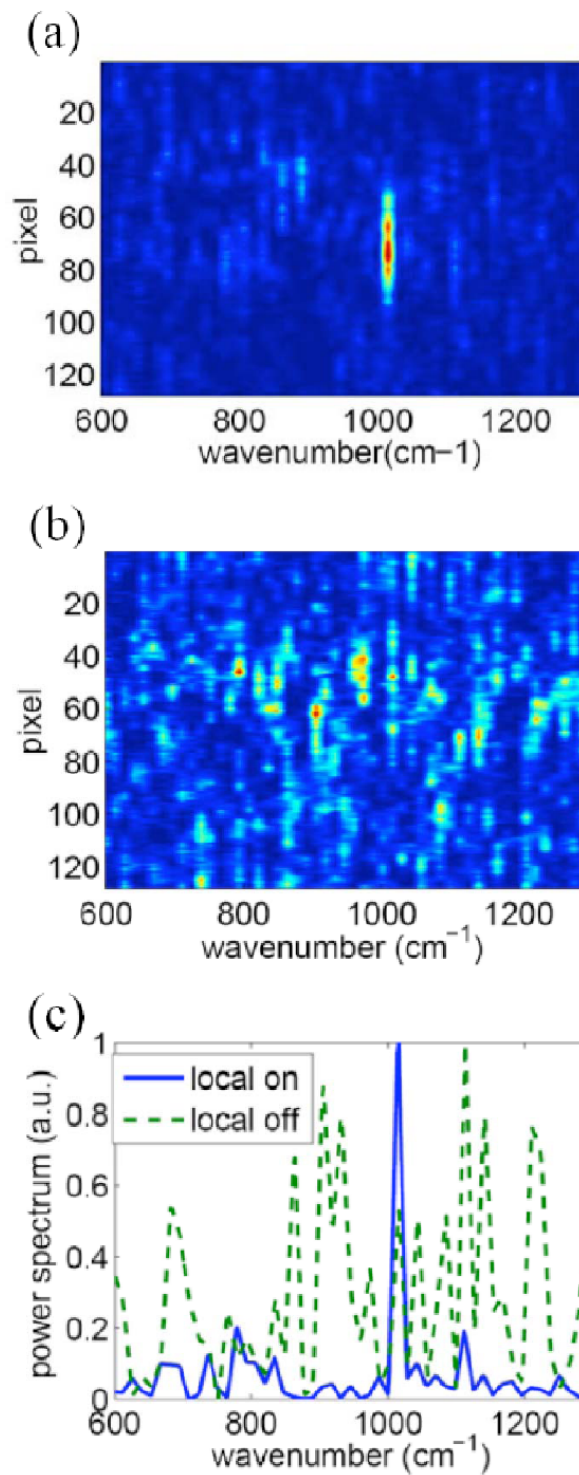 (a)
20
40
60
80
100
120
pixel
600 800 1000 1200
wavenumber(cm−1)
(b)
20
40
60
80
100
120
pixel
600 800 1000 1200
wavenumber (cm⁻¹)
(c)
1
0.8
0.6
0.4
0.2
0
power spectrum (a.u.)
local on
local off
600 800 1000 1200
wavenumber (cm⁻¹)